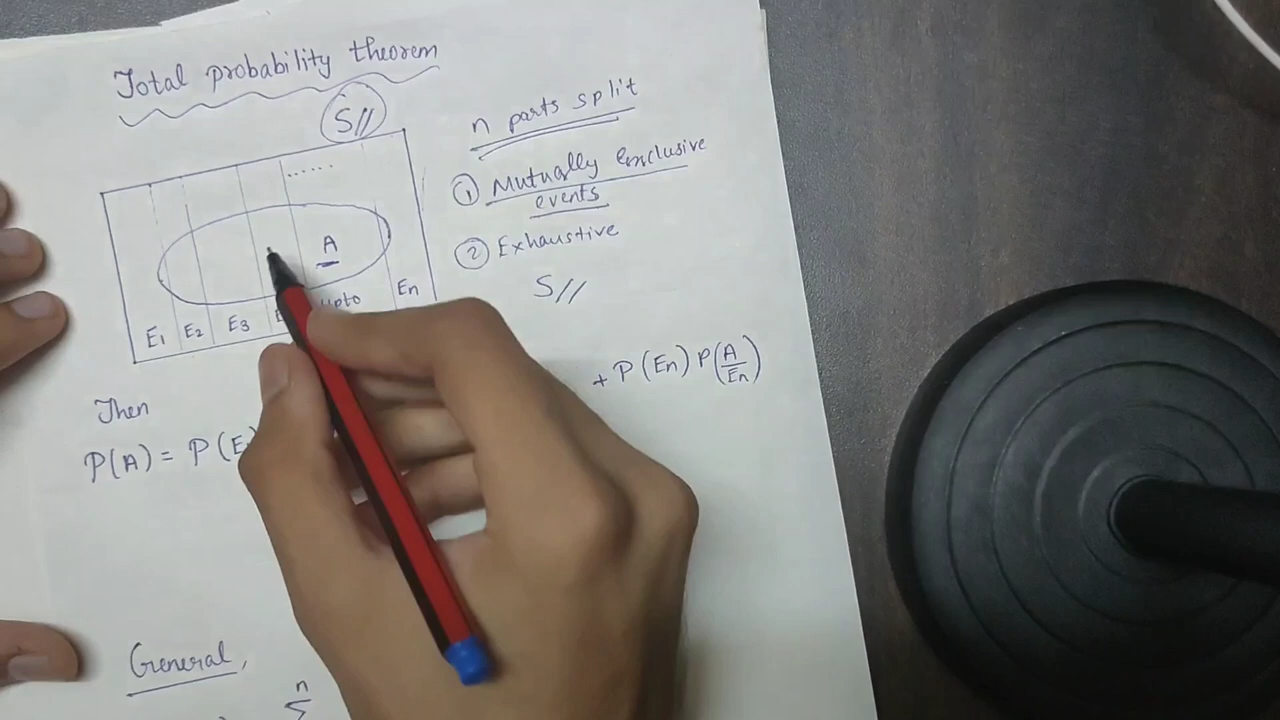 Total probability theorem
S//
n parts split
① Mutually exclusive
events
② Exhaustive
S//
......
A
E1 E2 E3 upto En
Then
P(A) = P(E
+ P(En) P(A/En)
General,
n
Σ